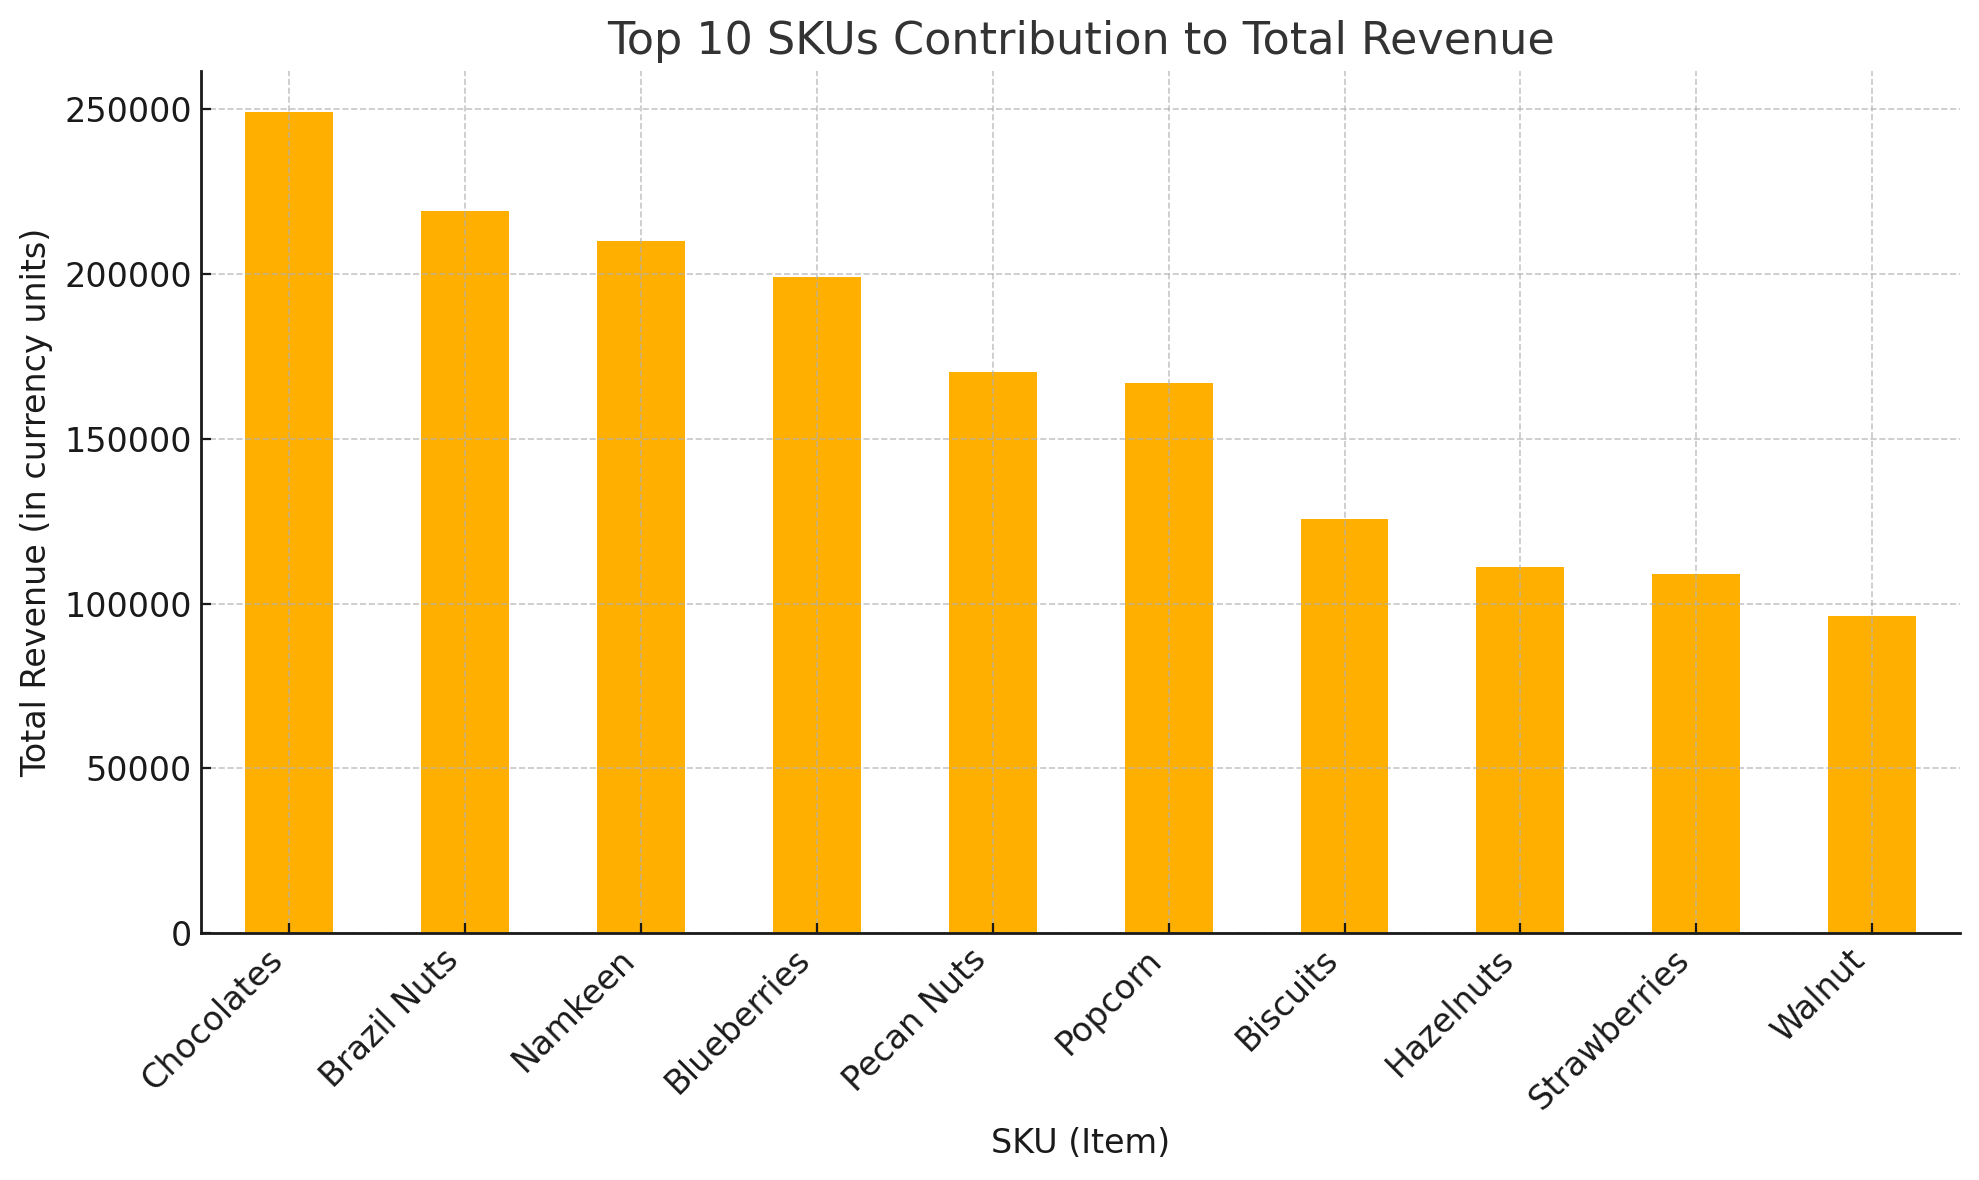 Top 10 SKUs Contribution to Total Revenue
Total Revenue (in currency units)
250000
200000
150000
100000
50000
0
Chocolates
Brazil Nuts
Namkeen
Blueberries
Pecan Nuts
Popcorn
Biscuits
Hazelnuts
Strawberries
Walnut
SKU (Item)